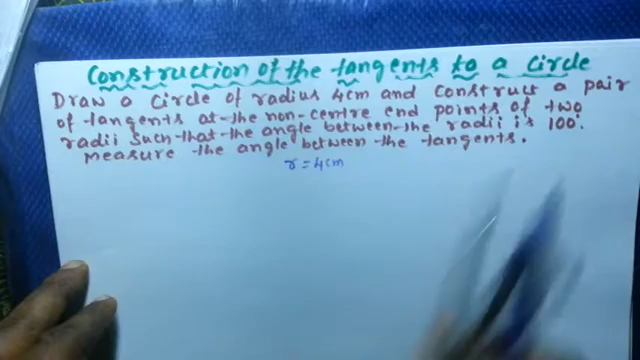 Construction of the tangents to a circle
Draw a circle of radius 4cm and construct a pair
of tangents at the non-centre end points of two
radii such that the angle between the radii is 100°.
Measure the angle between the tangents.
r = 4cm